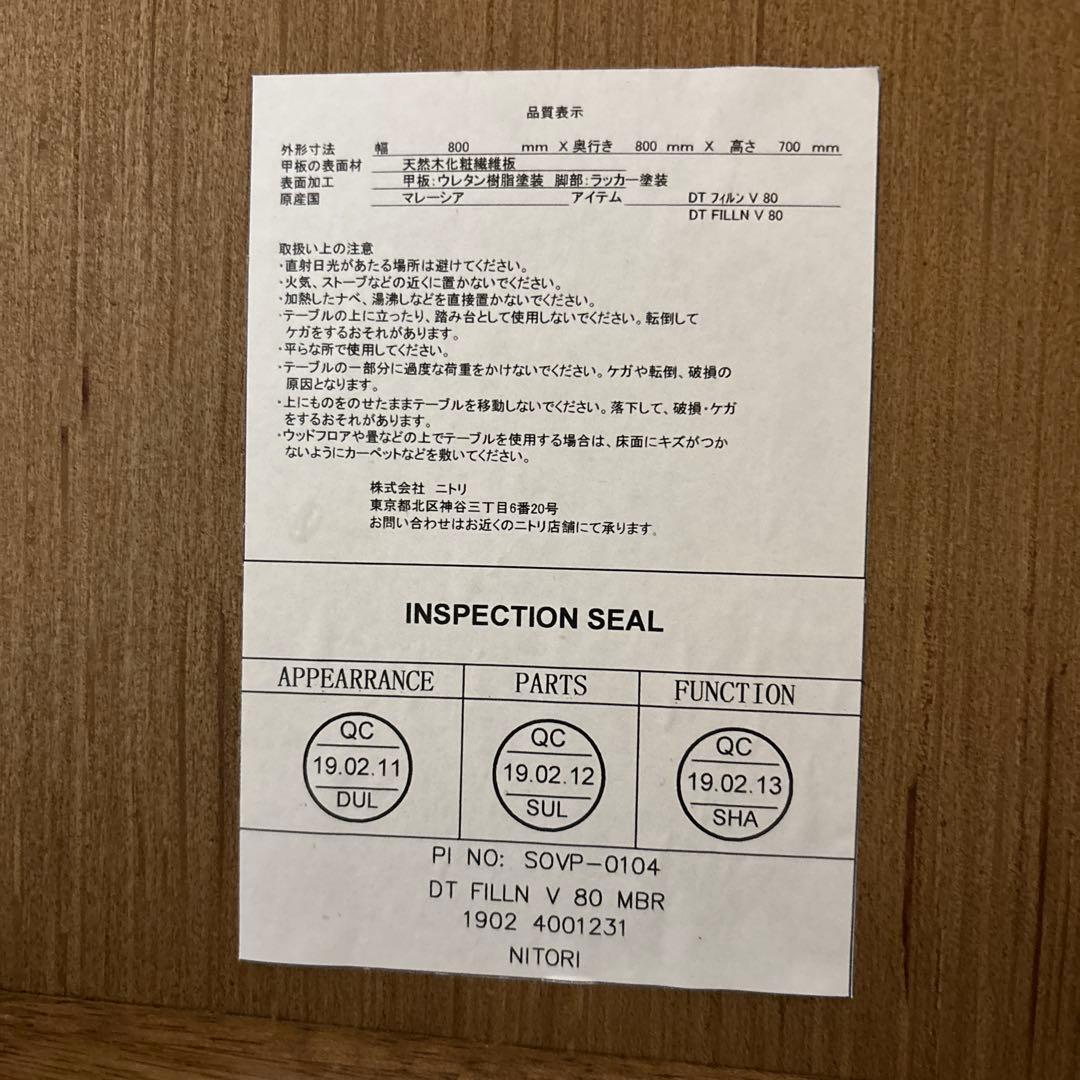 品質表示
外形寸法 幅 800 mm X 奥行き 800 mm X 高さ 700 mm
甲板の表面材 天然木化粧繊維板
表面加工 甲板:ウレタン樹脂塗装 脚部:ラッカー塗装
原産国 マレーシア アイテム DT フィルン V 80
DT FILLN V 80
取扱い上の注意
・直射日光があたる場所は避けてください。
・火気、ストーブなどの近くに置かないでください。
・加熱したナベ、湯沸しなどを直接置かないでください。
・テーブルの上に立ったり、踏み台として使用しないでください。転倒して
ケガをするおそれがあります。
・平らな所で使用してください。
・テーブルの一部分に過度な荷重をかけないでください。ケガや転倒、破損の
原因となります。
・上にものをのせたままテーブルを移動しないでください。落下して、破損・ケガ
をするおそれがあります。
・ウッドフロアや畳などの上でテーブルを使用する場合は、床面にキズがつか
ないようにカーペットなどを敷いてください。
株式会社 ニトリ
東京都北区神谷三丁目6番20号
お問い合わせはお近くのニトリ店舗にて承ります。
INSPECTION SEAL
APPEARRANCE PARTS FUNCTION
QC QC QC
19.02.11 19.02.12 19.02.13
DUL SUL SHA
PI NO: SOVP-0104
DT FILLN V 80 MBR
1902 4001231
NITORI